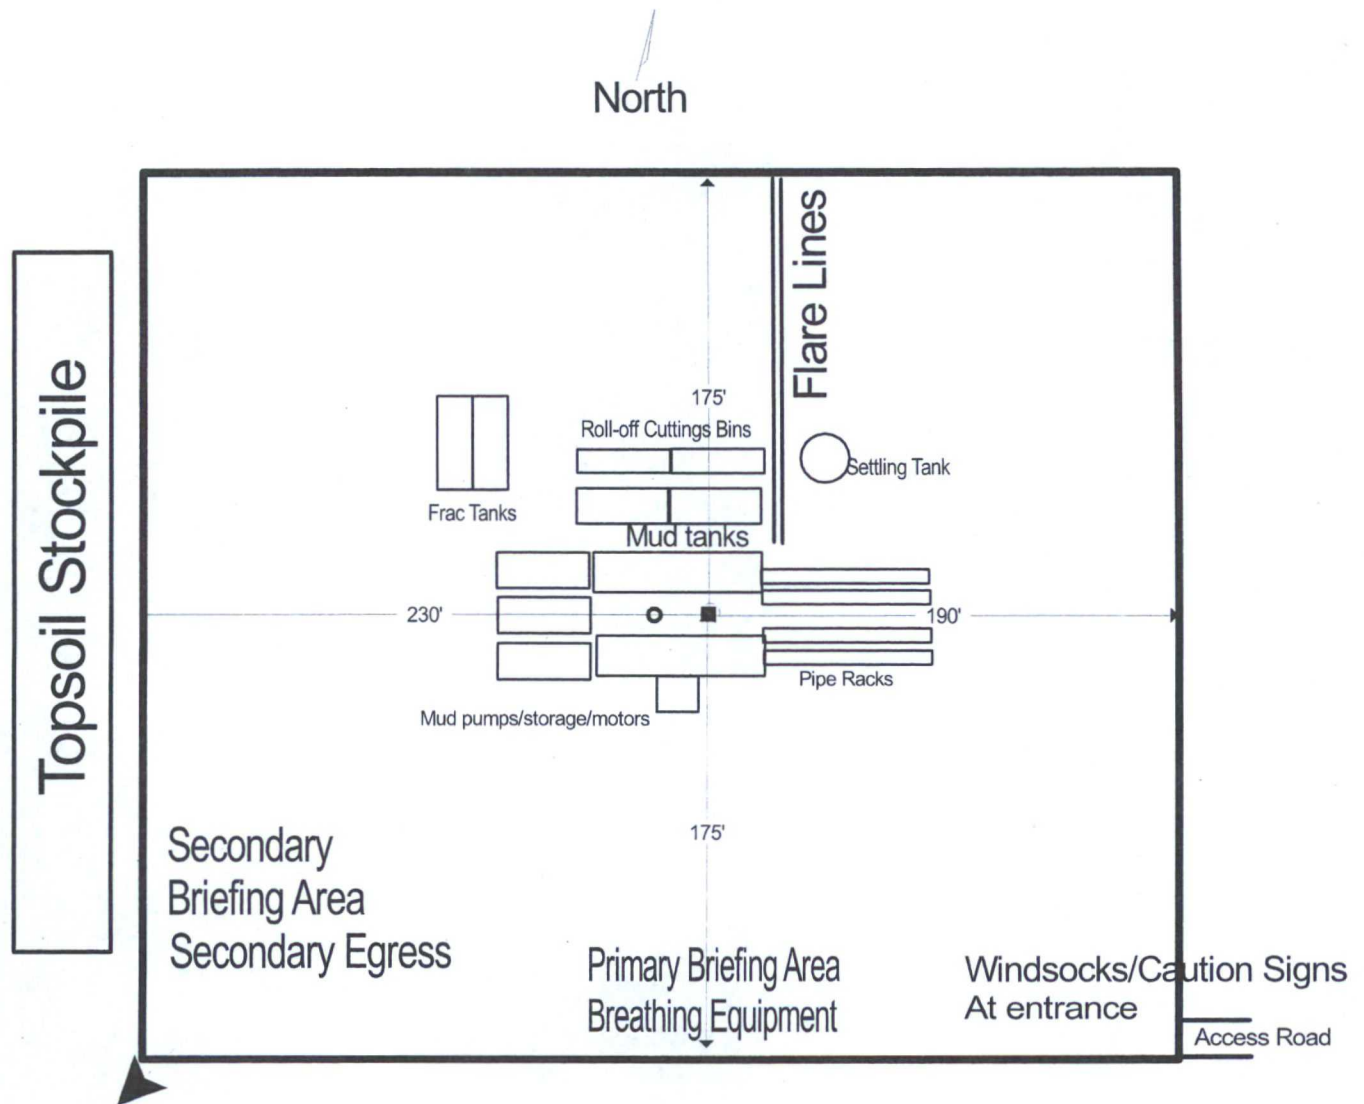 North
Flare Lines
Topsoil Stockpile
175'
Roll-off Cuttings Bins
Settling Tank
Frac Tanks
Mud tanks
230'
190'
Pipe Racks
Mud pumps/storage/motors
175'
Secondary
Briefing Area
Secondary Egress
Primary Briefing Area
Breathing Equipment
Windsocks/Caution Signs
At entrance
Access Road